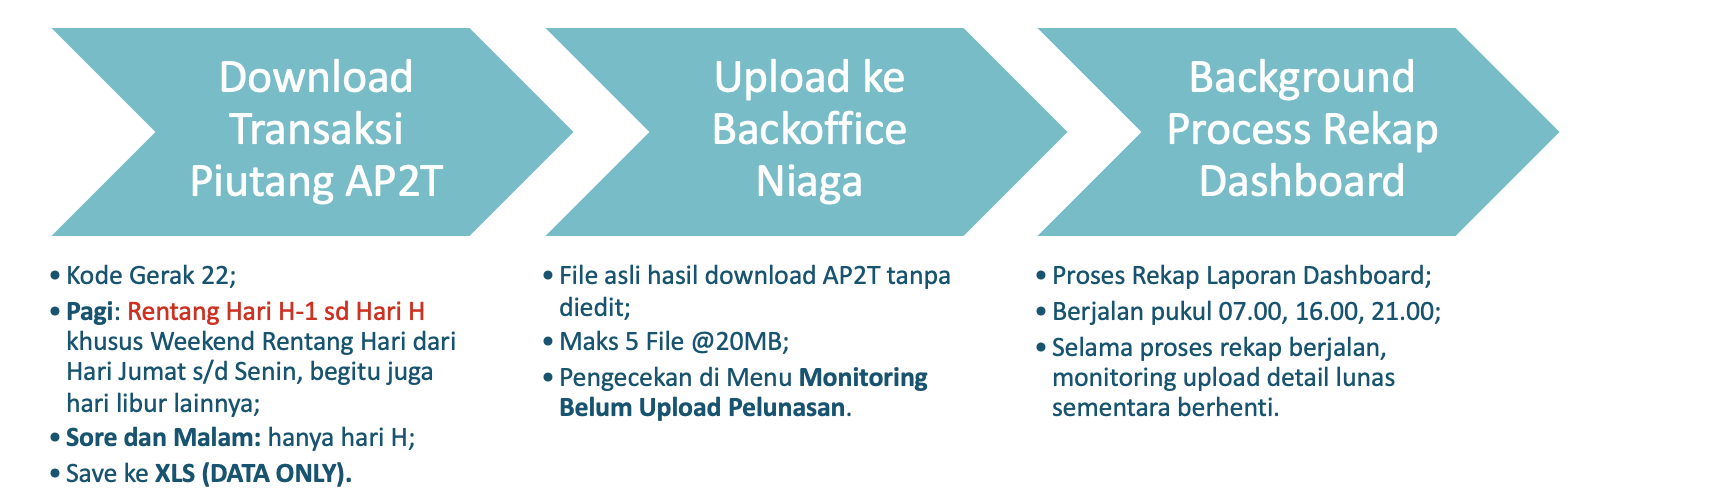 Download
Transaksi
Piutang AP2T
• Kode Gerak 22;
• Pagi: Rentang Hari H-1 sd Hari H
khusus Weekend Rentang Hari dari
Hari Jumat s/d Senin, begitu juga
hari libur lainnya;
• Sore dan Malam: hanya hari H;
• Save ke XLS (DATA ONLY).
Upload ke
Backoffice
Niaga
• File asli hasil download AP2T tanpa
diedit;
• Maks 5 File @20MB;
• Pengecekan di Menu Monitoring
Belum Upload Pelunasan.
Background
Process Rekap
Dashboard
• Proses Rekap Laporan Dashboard;
• Berjalan pukul 07.00, 16.00, 21.00;
• Selama proses rekap berjalan,
monitoring upload detail lunas
sementara berhenti.